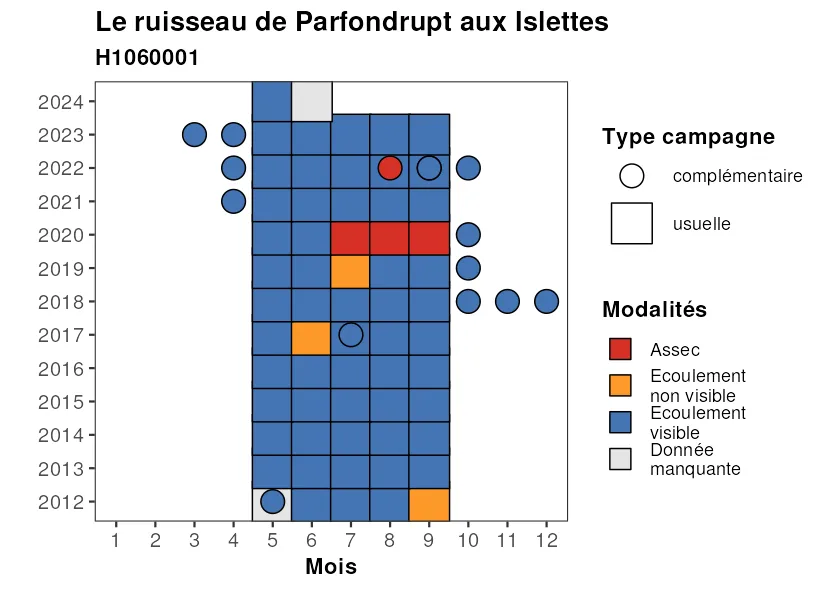 Le ruisseau de Parfondrupt aux Islettes
H1060001
2024
2023
2022
2021
2020
2019
2018
2017
2016
2015
2014
2013
2012
1 2 3 4 5 6 7 8 9 10 11 12
Mois
Type campagne
complémentaire
usuelle
Modalités
Assec
Ecoulement
non visible
Ecoulement
visible
Donnée
manquante